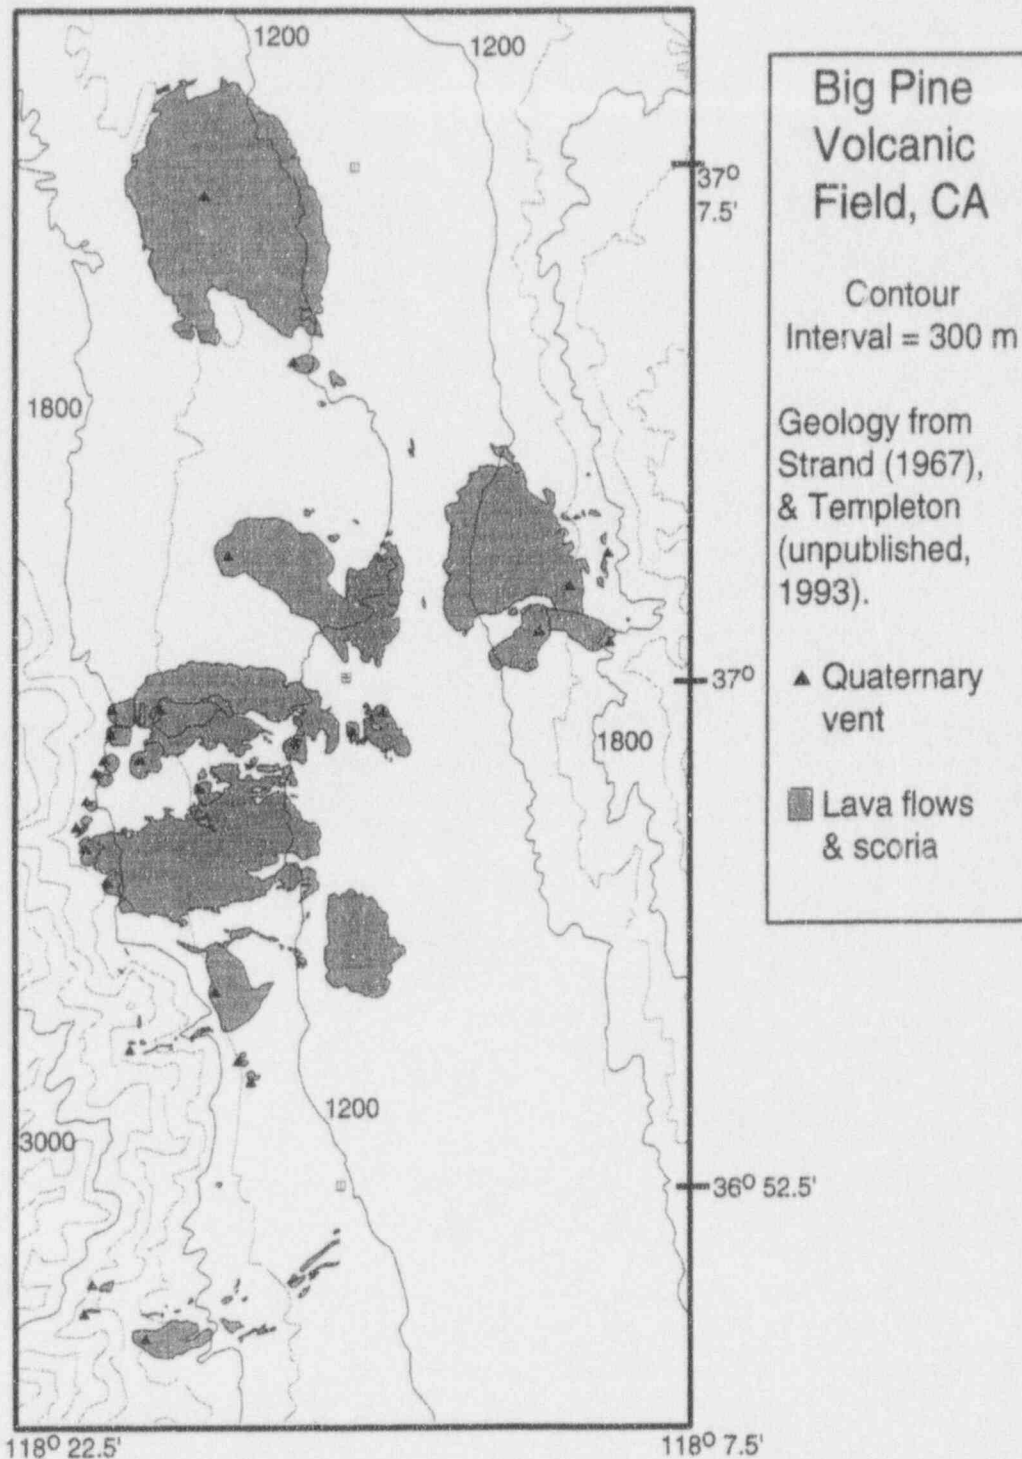 1200
1200
37° 7.5'
1800
37°
1800
1200
3000
36° 52.5'
118° 22.5'
118° 7.5'
Big Pine
Volcanic
Field, CA
Contour
Interval = 300 m
Geology from
Strand (1967),
& Templeton
(unpublished,
1993).
Quaternary
vent
Lava flows
& scoria